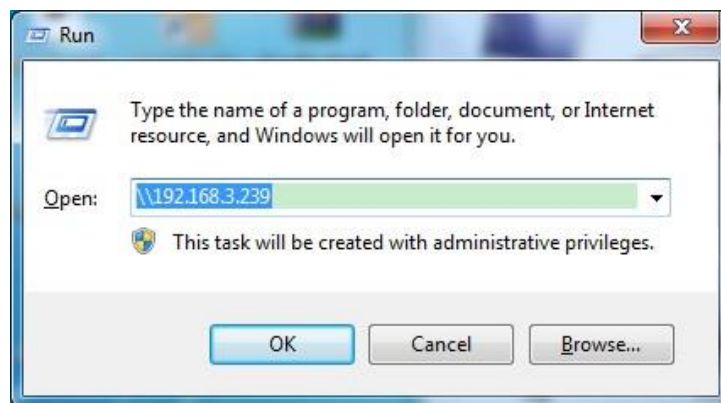 Run
Type the name of a program, folder, document, or Internet
resource, and Windows will open it for you.
Open: \\192.168.3.239
This task will be created with administrative privileges.
OK Cancel Browse...